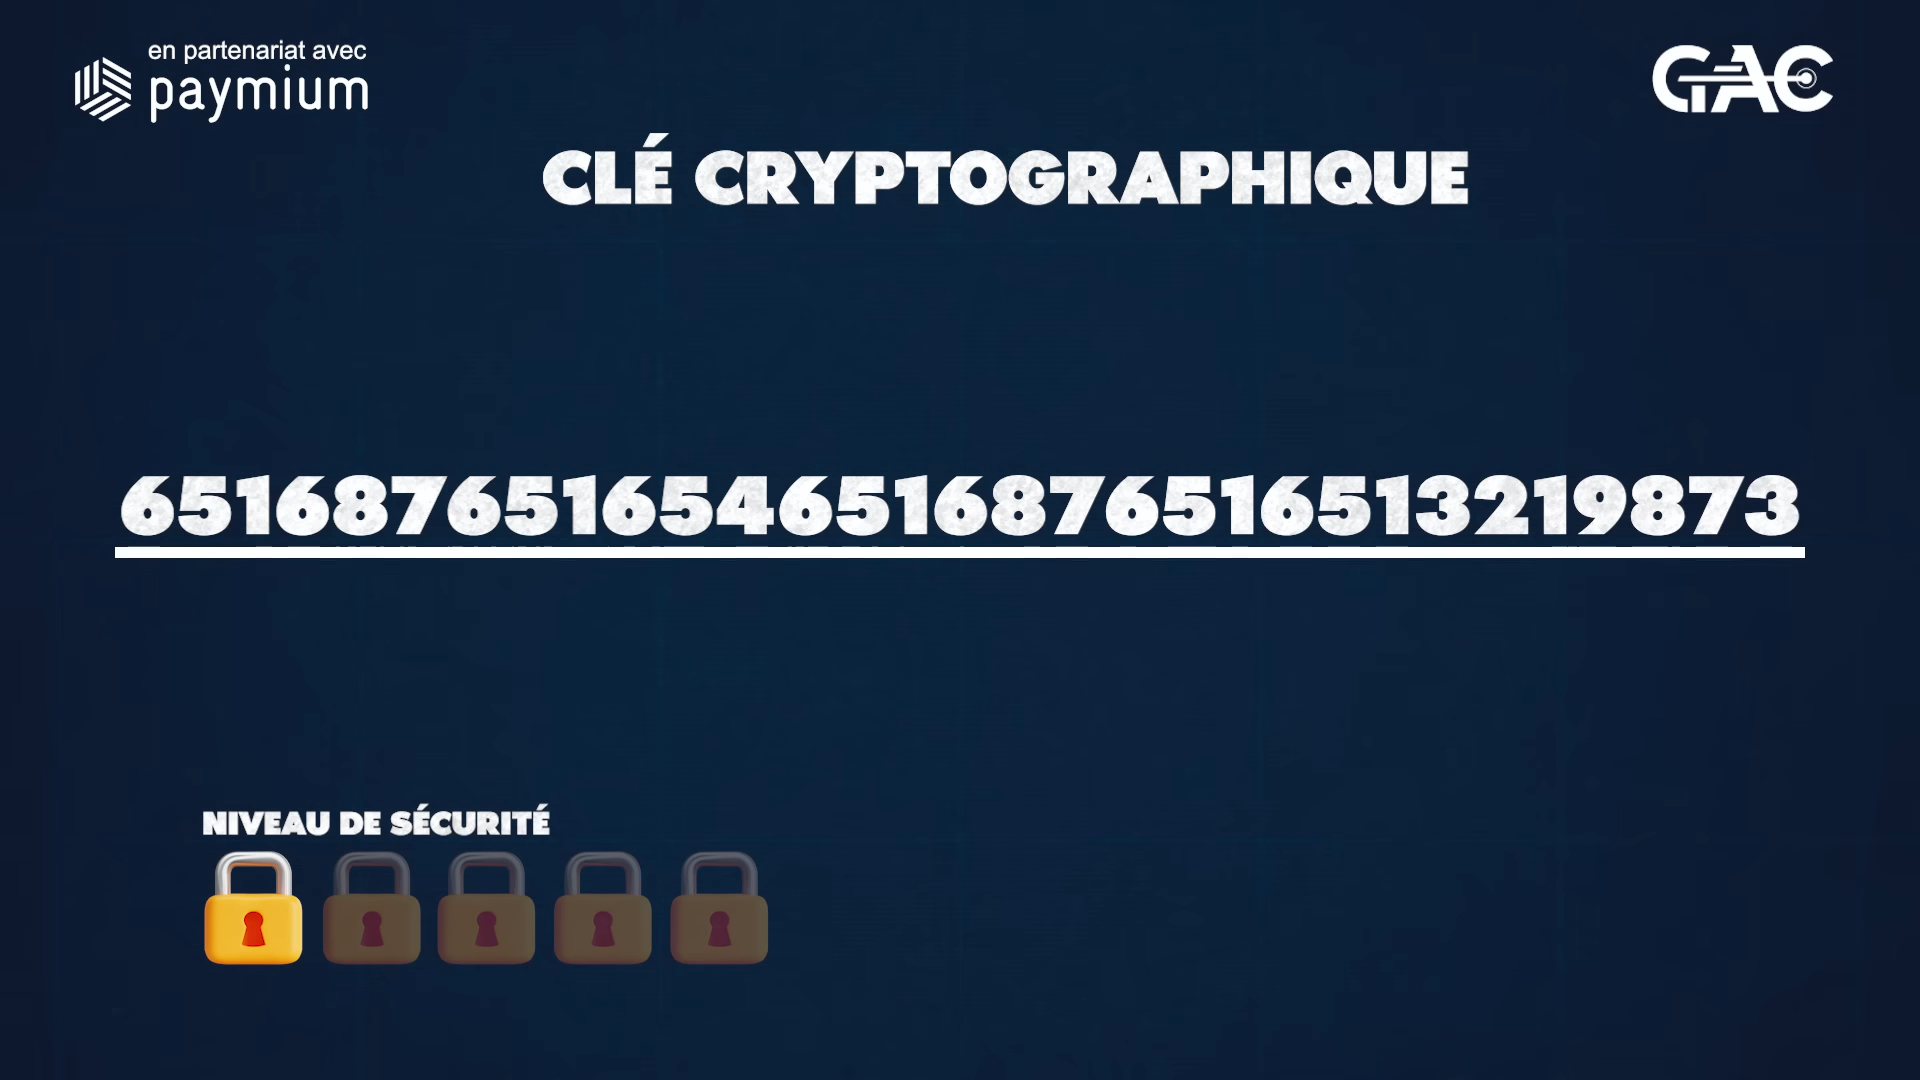 en partenariat avec
paymium
GAC
CLÉ CRYPTOGRAPHIQUE
6516876516546516876516513219873
NIVEAU DE SÉCURITÉ